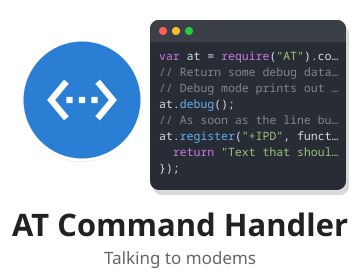 var at = require("AT").co…
// Return some debug data…
// Debug mode prints out …
at.debug();
// As soon as the line bu…
at.register("+IPD", funct…
  return "Text that shoul…
});
AT Command Handler
Talking to modems